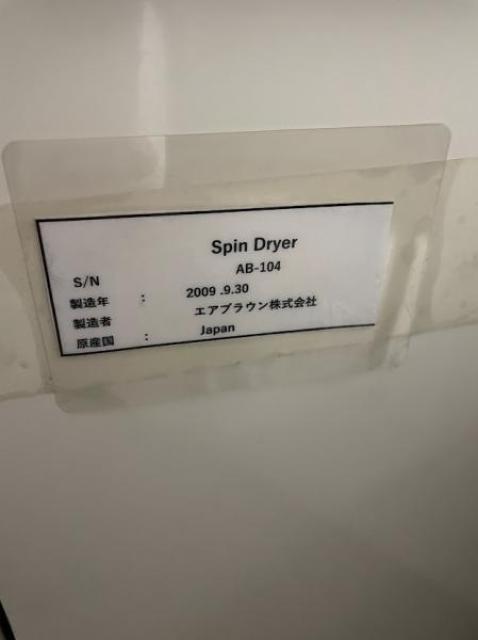 Spin Dryer
S/N AB-104
製造年 : 2009 .9.30
製造者 エアブラウン株式会社
原産国 : Japan